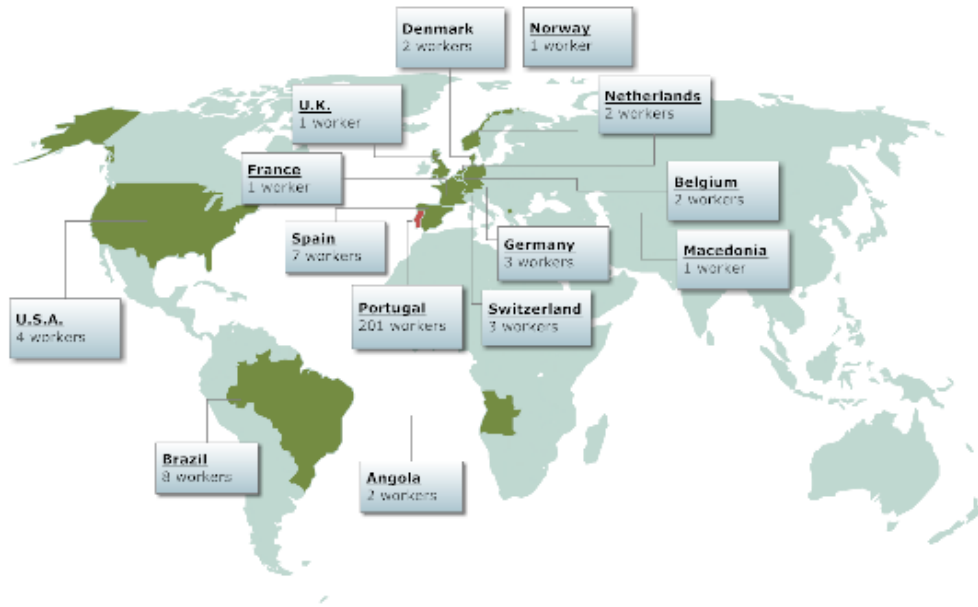 Denmark
2 workers
Norway
1 worker
U.K.
1 worker
Netherlands
2 workers
France
1 worker
Belgium
2 workers
Spain
7 workers
Germany
3 workers
Macedonia
1 worker
U.S.A.
4 workers
Portugal
201 workers
Switzerland
3 workers
Brazil
8 workers
Angola
2 workers